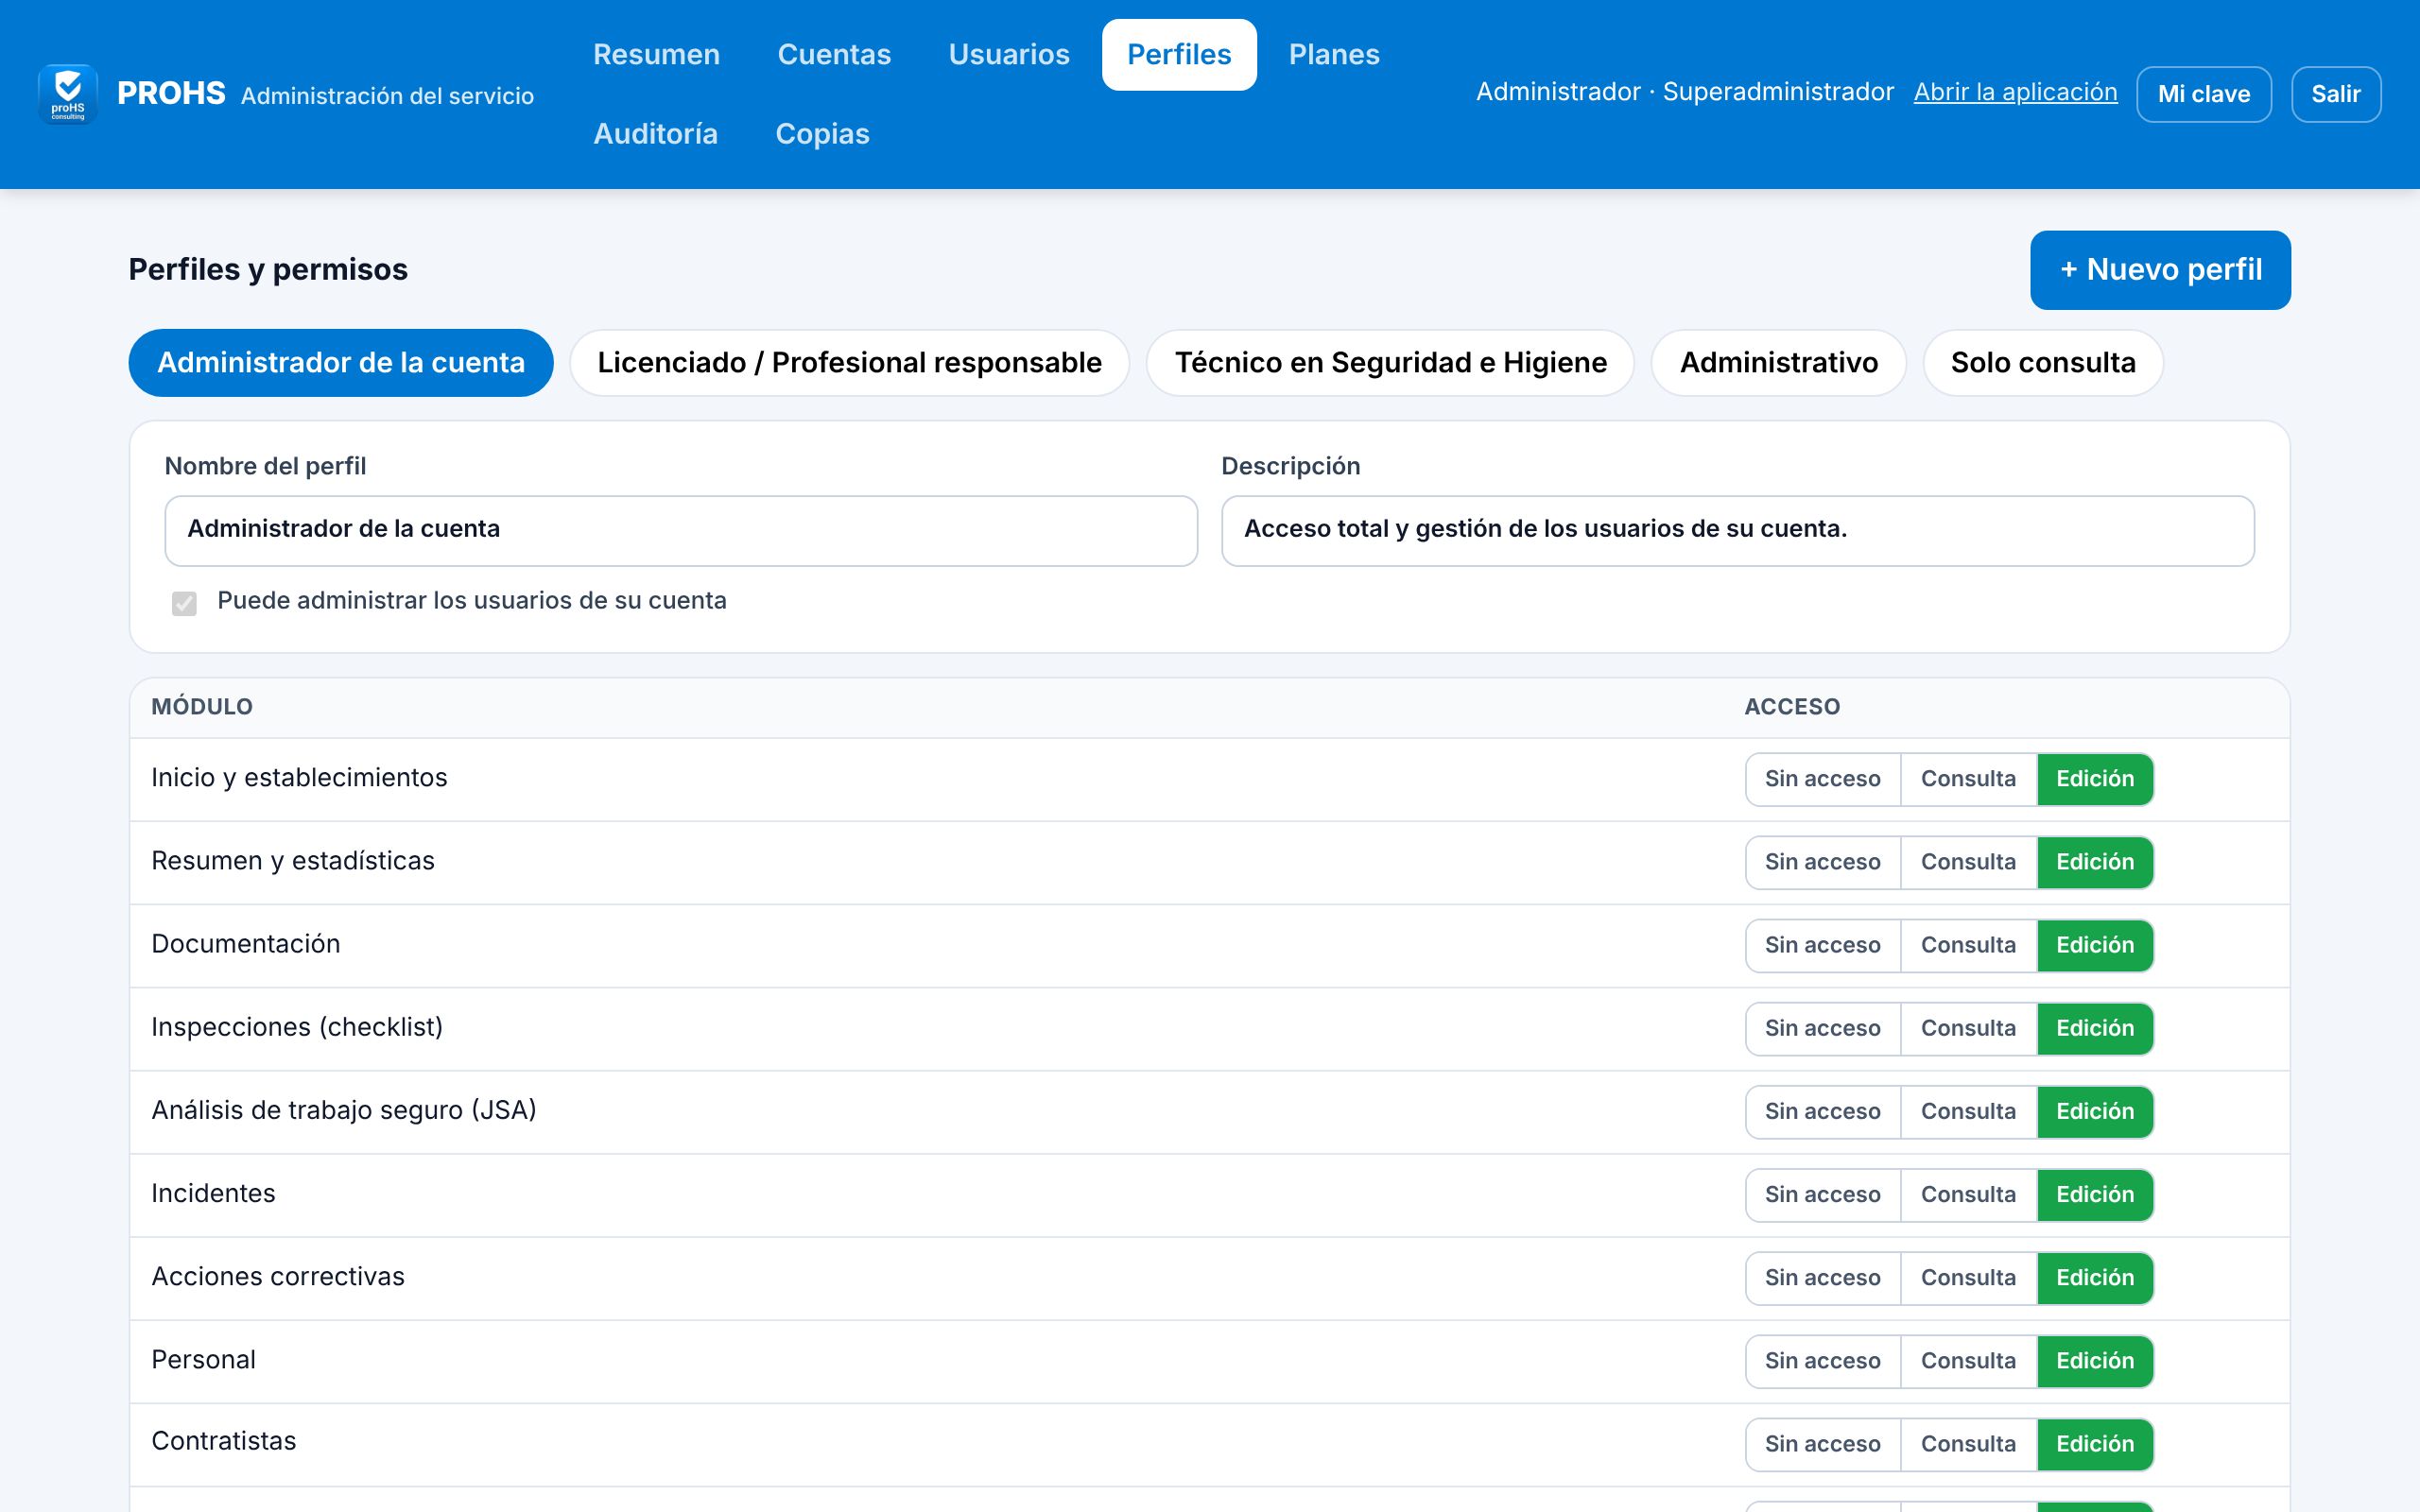 proHS
consulting
PROHS Administración del servicio
Resumen Cuentas Usuarios Perfiles Planes
Auditoría Copias
Administrador · Superadministrador Abrir la aplicación Mi clave Salir
Perfiles y permisos
+ Nuevo perfil
Administrador de la cuenta Licenciado / Profesional responsable Técnico en Seguridad e Higiene Administrativo Solo consulta
Nombre del perfil Descripción
Administrador de la cuenta Acceso total y gestión de los usuarios de su cuenta.
Puede administrar los usuarios de su cuenta
MÓDULO ACCESO
Inicio y establecimientos Sin acceso Consulta Edición
Resumen y estadísticas Sin acceso Consulta Edición
Documentación Sin acceso Consulta Edición
Inspecciones (checklist) Sin acceso Consulta Edición
Análisis de trabajo seguro (JSA) Sin acceso Consulta Edición
Incidentes Sin acceso Consulta Edición
Acciones correctivas Sin acceso Consulta Edición
Personal Sin acceso Consulta Edición
Contratistas Sin acceso Consulta Edición